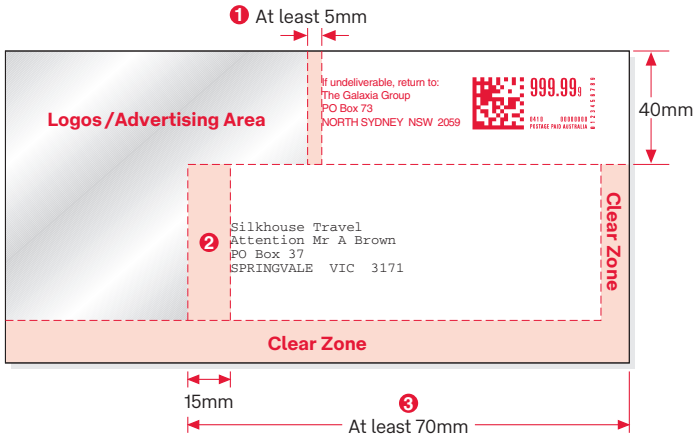 1 At least 5mm
If undeliverable, return to:
The Galaxia Group
PO Box 73
NORTH SYDNEY NSW 2059
999.99
0410 00000000
POSTAGE PAID AUSTRALIA
40mm
Logos/Advertising Area
2
Silkhouse Travel
Attention Mr A Brown
PO Box 37
SPRINGVALE VIC 3171
Clear Zone
Clear Zone
15mm
3
At least 70mm